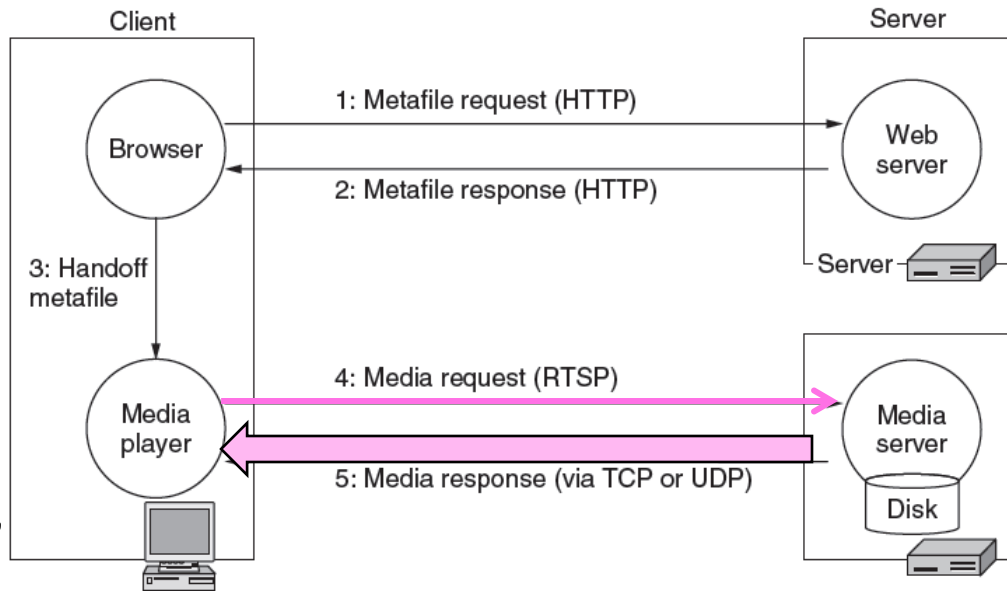 Client
Server
1: Metafile request (HTTP)
Browser
Web
server
2: Metafile response (HTTP)
3: Handoff
metafile
Server
4: Media request (RTSP)
Media
player
Media
server
5: Media response (via TCP or UDP)
Disk